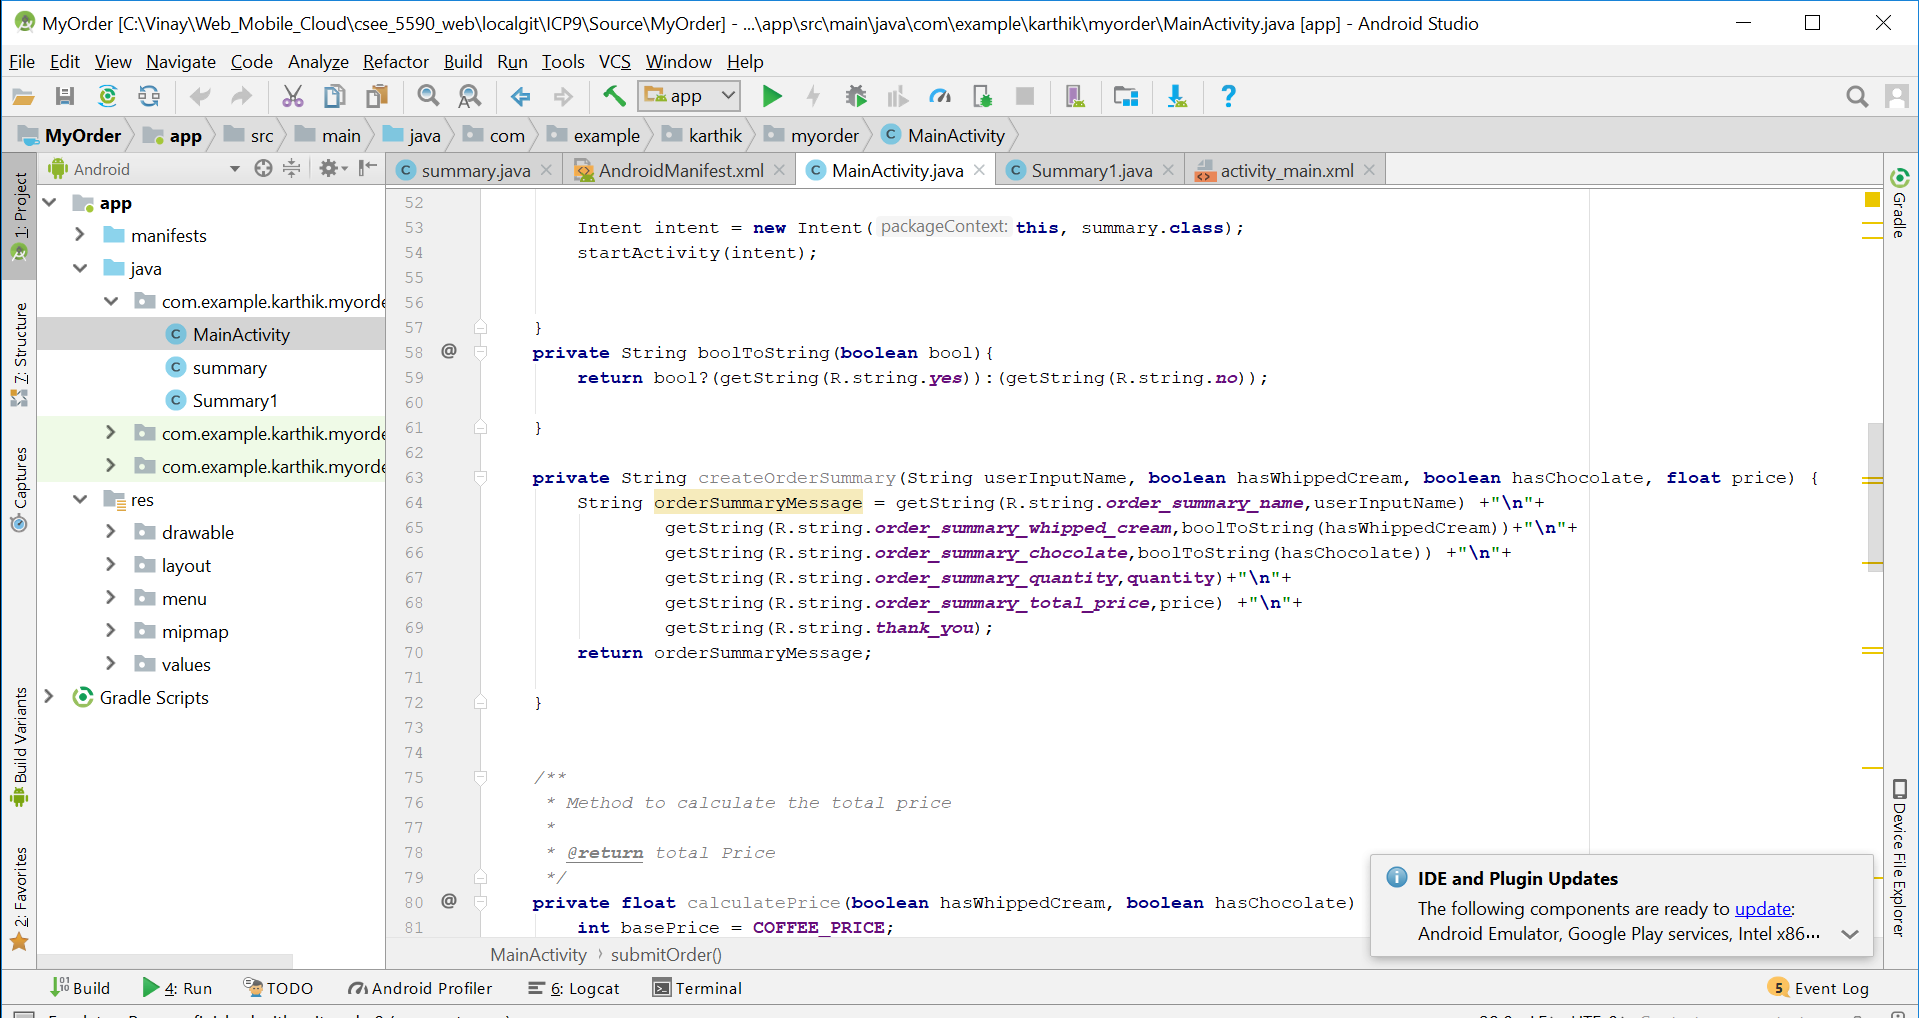 MyOrder [C:\Vinay\Web_Mobile_Cloud\csee_5590_web\localgit\ICP9\Source\MyOrder] - ...\app\src\main\java\com\example\karthik\myorder\MainActivity.java [app] - Android Studio
File Edit View Navigate Code Analyze Refactor Build Run Tools VCS Window Help
app
MyOrder app src main java com example karthik myorder MainActivity
Android
summary.java AndroidManifest.xml MainActivity.java Summary1.java activity_main.xml
1: Project
7: Structure
Captures
Build Variants
2: Favorites
app
manifests
java
com.example.karthik.myorde
MainActivity
summary
Summary1
com.example.karthik.myorde
com.example.karthik.myorde
res
drawable
layout
menu
mipmap
values
Gradle Scripts
52
53 Intent intent = new Intent( packageContext: this, summary.class);
54 startActivity(intent);
55
56
57 }
58 @ private String boolToString(boolean bool){
59 return bool?(getString(R.string.yes)):(getString(R.string.no));
60
61 }
62
63 private String createOrderSummary(String userInputName, boolean hasWhippedCream, boolean hasChocolate, float price) {
64 String orderSummaryMessage = getString(R.string.order_summary_name,userInputName) +"\n"+
65 getString(R.string.order_summary_whipped_cream,boolToString(hasWhippedCream))+"\n"+
66 getString(R.string.order_summary_chocolate,boolToString(hasChocolate)) +"\n"+
67 getString(R.string.order_summary_quantity,quantity)+"\n"+
68 getString(R.string.order_summary_total_price,price) +"\n"+
69 getString(R.string.thank_you);
70 return orderSummaryMessage;
71
72 }
73
74
75 /**
76 * Method to calculate the total price
77 *
78 * @return total Price
79 */
80 @ private float calculatePrice(boolean hasWhippedCream, boolean hasChocolate)
81 int basePrice = COFFEE_PRICE;
MainActivity › submitOrder()
Gradle
Device File Explorer
IDE and Plugin Updates
The following components are ready to update:
Android Emulator, Google Play services, Intel x86...
Build 4: Run TODO Android Profiler 6: Logcat Terminal 5 Event Log